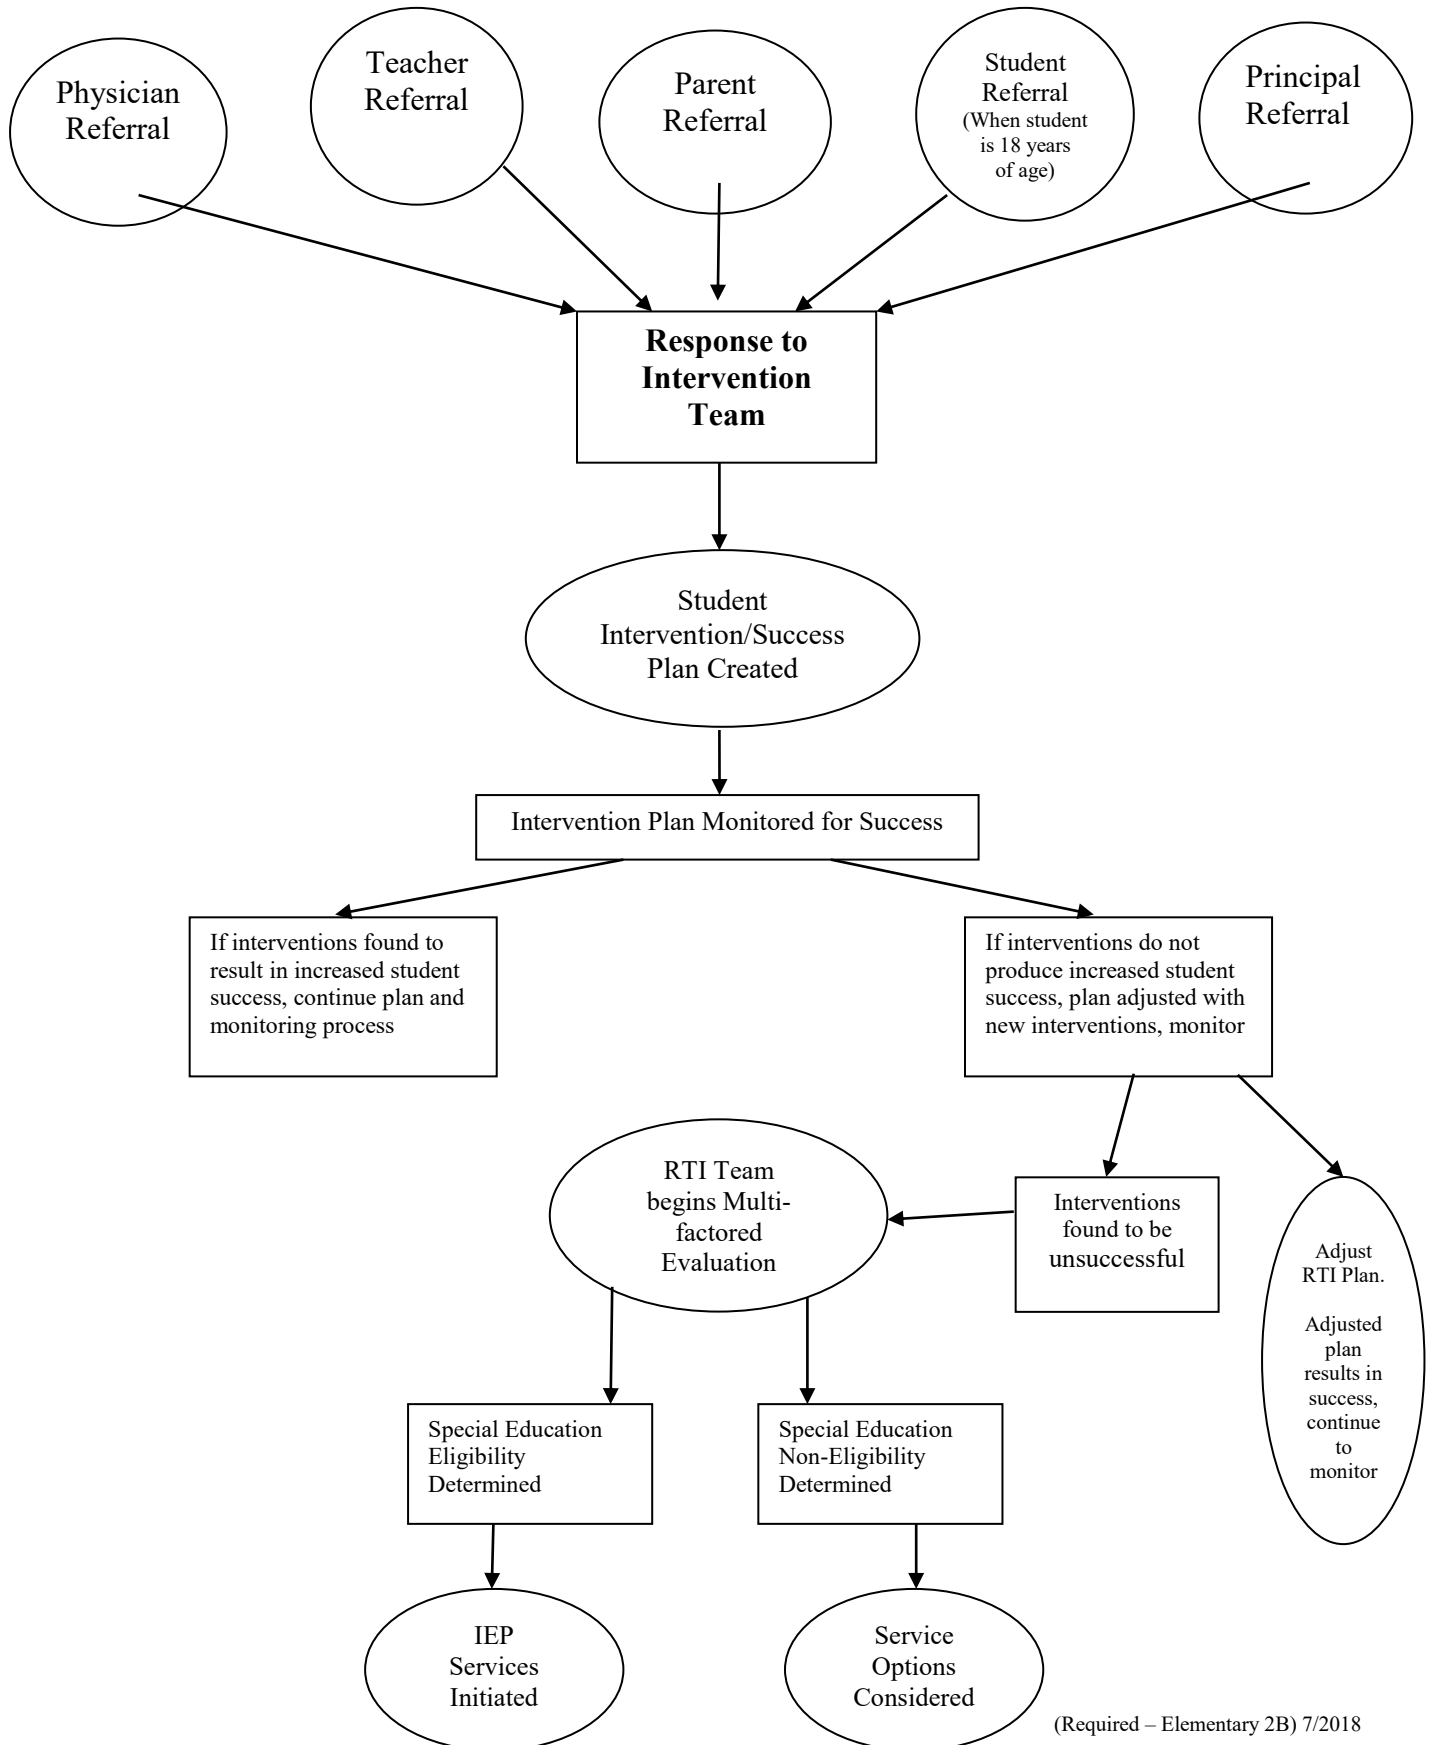 Physician
Referral
Teacher
Referral
Parent
Referral
Student
Referral
(When student
is 18 years
of age)
Principal
Referral
Response to
Intervention
Team
Student
Intervention/Success
Plan Created
Intervention Plan Monitored for Success
If interventions found to
result in increased student
success, continue plan and
monitoring process
If interventions do not
produce increased student
success, plan adjusted with
new interventions, monitor
RTI Team
begins Multi-
factored
Evaluation
Interventions
found to be
unsuccessful
Adjust
RTI Plan.
Adjusted
plan
results in
success,
continue
to
monitor
Special Education
Eligibility
Determined
Special Education
Non-Eligibility
Determined
IEP
Services
Initiated
Service
Options
Considered
(Required – Elementary 2B) 7/2018